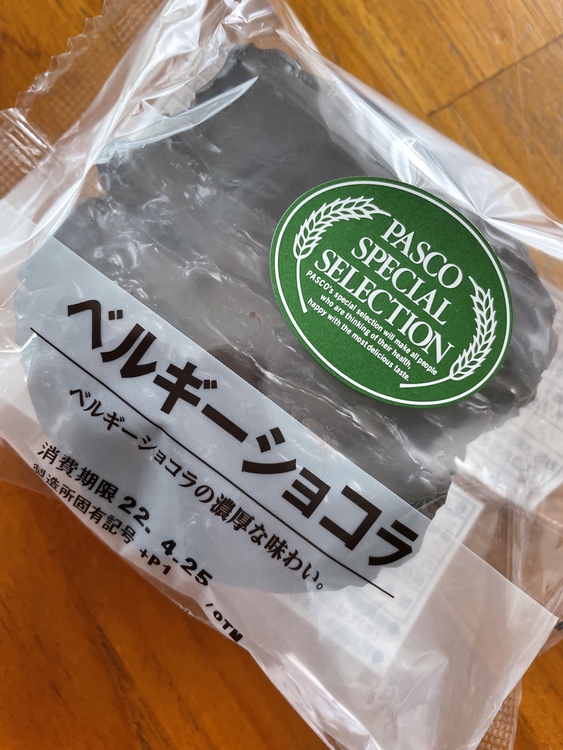 PASCO
SPECIAL
SELECTION
PASCO's special selection will make all people
who are thinking of their health,
happy with the most delicious taste.
ベルギーショコラ
ベルギーショコラの濃厚な味わい。
消費期限 22. 4.25
製造所固有記号 +P1 /OTM